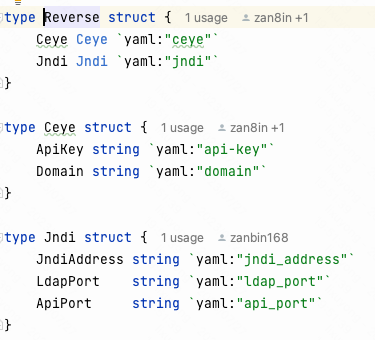 type Reverse struct { 1 usage zan8in +1
Ceye Ceye `yaml:"ceye"`
Jndi Jndi `yaml:"jndi"`
}
type Ceye struct { 1 usage zan8in +1
ApiKey string `yaml:"api-key"`
Domain string `yaml:"domain"`
}
type Jndi struct { 1 usage zanbin168
JndiAddress string `yaml:"jndi_address"`
LdapPort string `yaml:"ldap_port"`
ApiPort string `yaml:"api_port"`
}